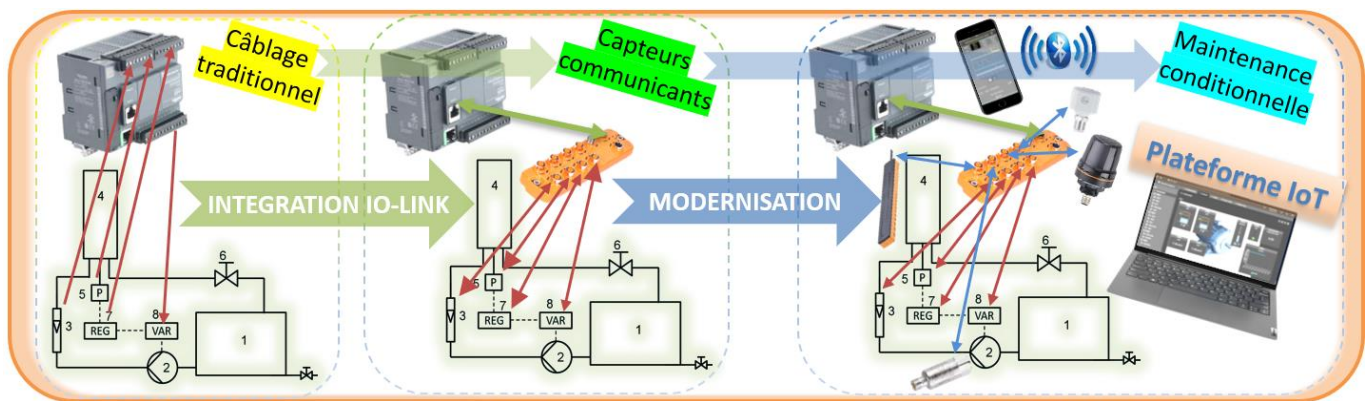 Câblage
traditionnel
4
INTEGRATION IO-LINK
6
5
P
7
8
3
REG
VAR
1
2
Capteurs
communicants
4
MODERNISATION
6
5
P
7
8
3
REG
VAR
1
2
Maintenance
conditionnelle
Plateforme IoT
4
6
5
P
7
8
3
REG
VAR
1
2